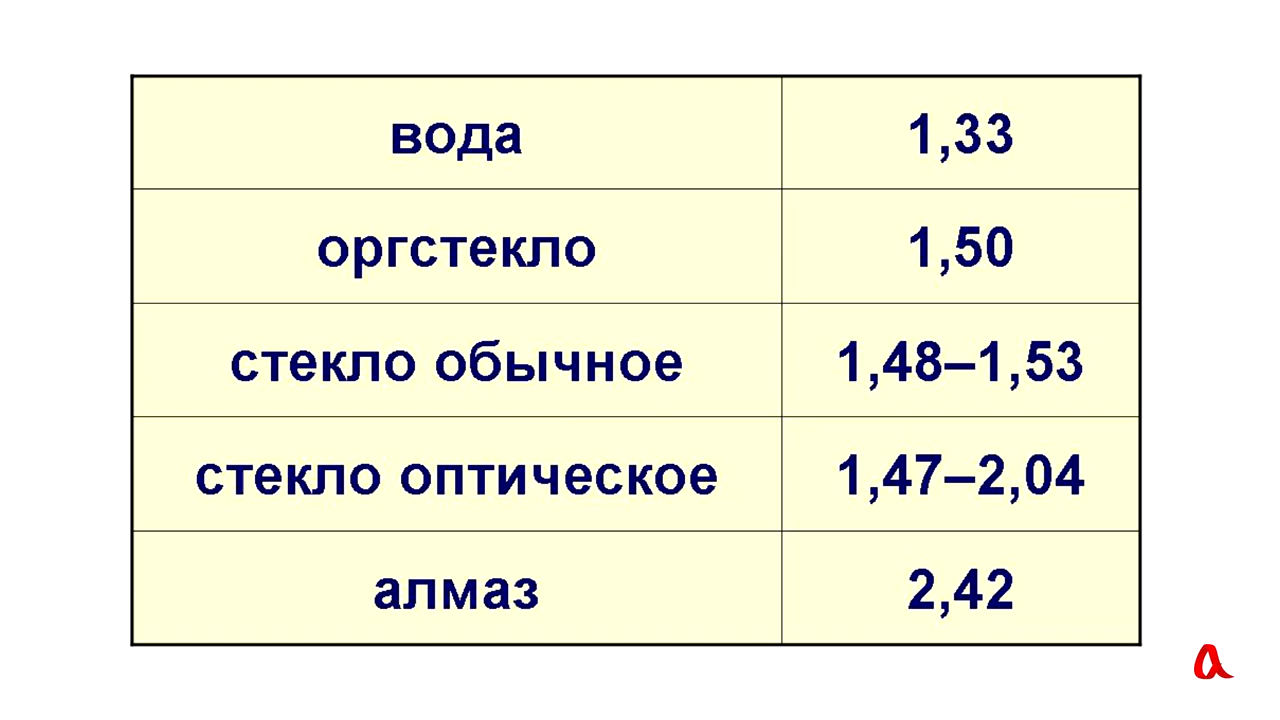 вода 1,33
оргстекло 1,50
стекло обычное 1,48–1,53
стекло оптическое 1,47–2,04
алмаз 2,42
a